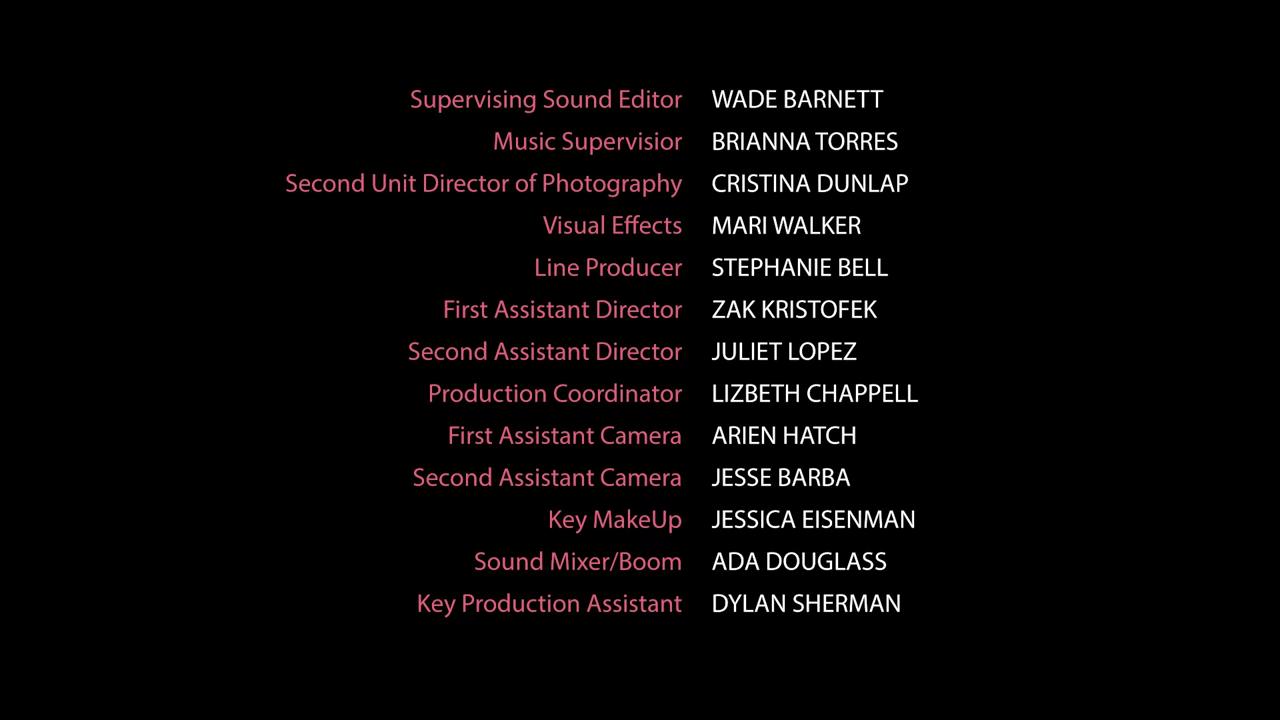 Supervising Sound Editor WADE BARNETT
Music Supervisior BRIANNA TORRES
Second Unit Director of Photography CRISTINA DUNLAP
Visual Effects MARI WALKER
Line Producer STEPHANIE BELL
First Assistant Director ZAK KRISTOFEK
Second Assistant Director JULIET LOPEZ
Production Coordinator LIZBETH CHAPPELL
First Assistant Camera ARIEN HATCH
Second Assistant Camera JESSE BARBA
Key MakeUp JESSICA EISENMAN
Sound Mixer/Boom ADA DOUGLASS
Key Production Assistant DYLAN SHERMAN